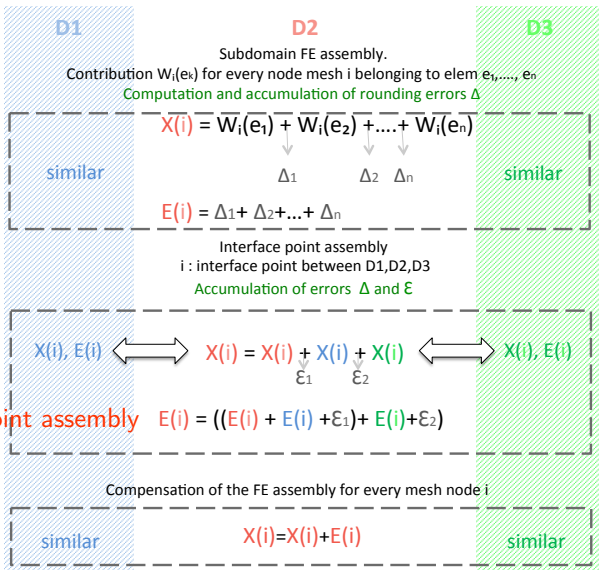 D1 D2 D3
Subdomain FE assembly.
Contribution Wᵢ(eₖ) for every node mesh i belonging to elem e₁,...., eₙ
Computation and accumulation of rounding errors Δ
X(i) = Wᵢ(e₁) + Wᵢ(e₂) +....+ Wᵢ(eₙ)
similar Δ₁ Δ₂ Δₙ similar
E(i) = Δ₁+ Δ₂+...+ Δₙ
Interface point assembly
i : interface point between D1,D2,D3
Accumulation of errors Δ and Ɛ
X(i), E(i) X(i) = X(i) + X(i) + X(i) X(i), E(i)
Ɛ₁ Ɛ₂
oint assembly E(i) = ((E(i) + E(i) +Ɛ₁)+ E(i)+Ɛ₂)
Compensation of the FE assembly for every mesh node i
similar X(i)=X(i)+E(i) similar